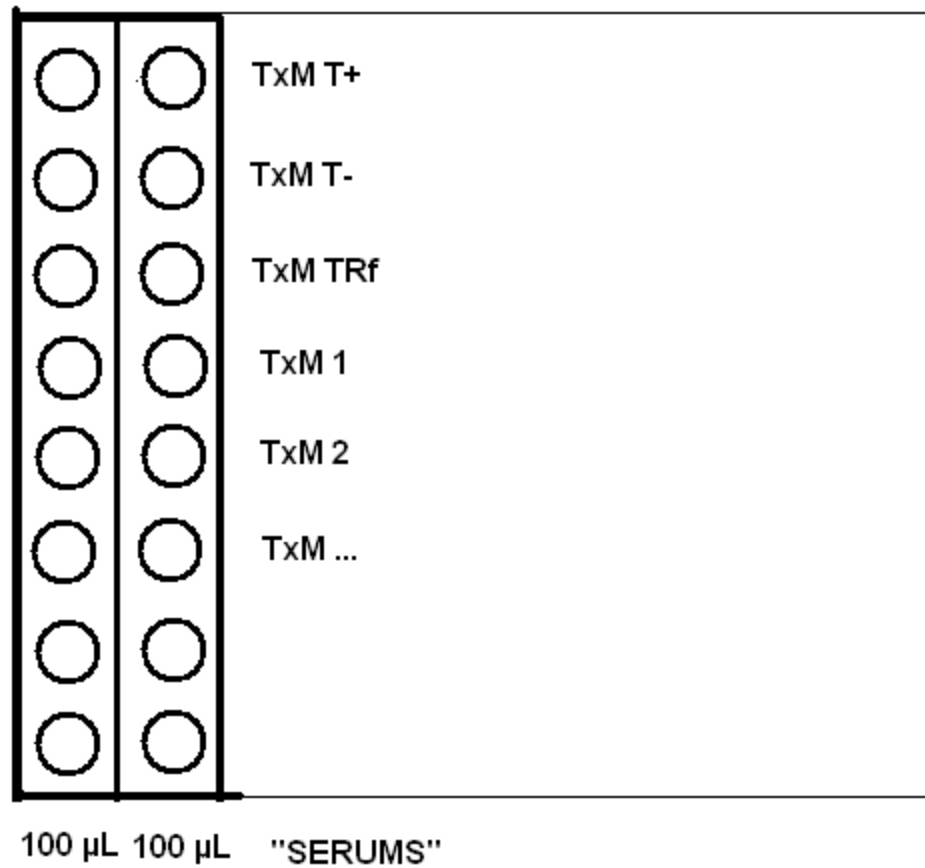 TxM T+
TxM T-
TxM TRf
TxM 1
TxM 2
TxM ...
100 µL 100 µL "SERUMS"